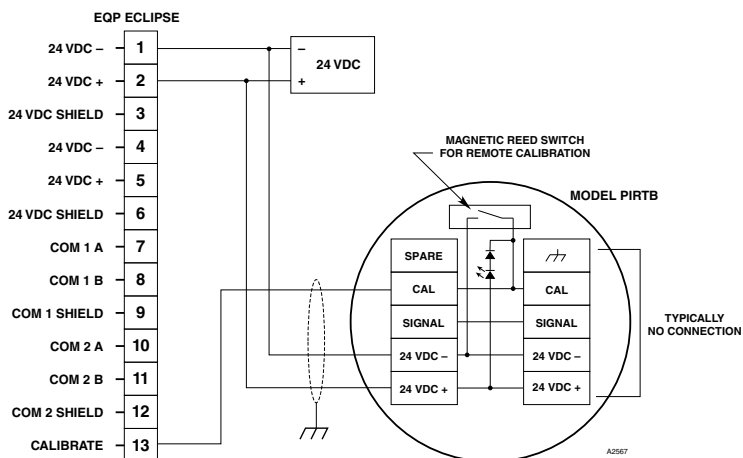 EQP ECLIPSE
24 VDC – 1
24 VDC + 2
24 VDC SHIELD 3
24 VDC – 4
24 VDC + 5
24 VDC SHIELD 6
COM 1 A 7
COM 1 B 8
COM 1 SHIELD 9
COM 2 A 10
COM 2 B 11
COM 2 SHIELD 12
CALIBRATE 13
–
24 VDC
+
MAGNETIC REED SWITCH
FOR REMOTE CALIBRATION
MODEL PIRTB
SPARE
CAL
SIGNAL
24 VDC –
24 VDC +
CAL
SIGNAL
24 VDC –
24 VDC +
TYPICALLY
NO CONNECTION
A2567